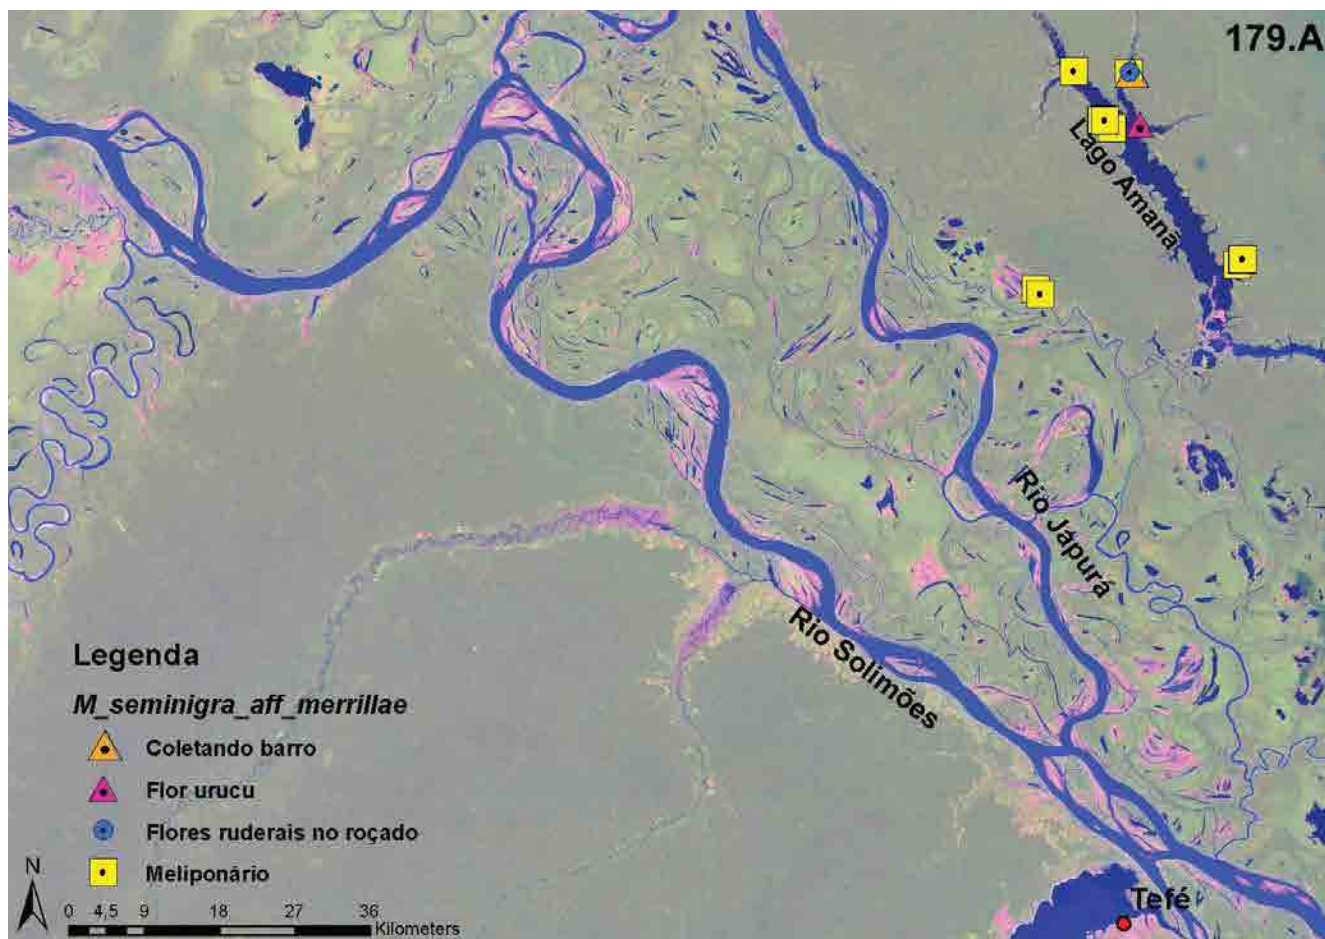 179.A
Lago Amanã
Rio Japurá
Rio Solimões
Legenda
M_seminigra_aff_merrillae
Coletando barro
Flor urucu
Flores ruderais no roçado
Meliponário
N
0 4,5 9 18 27 36
Kilometers
Tefé